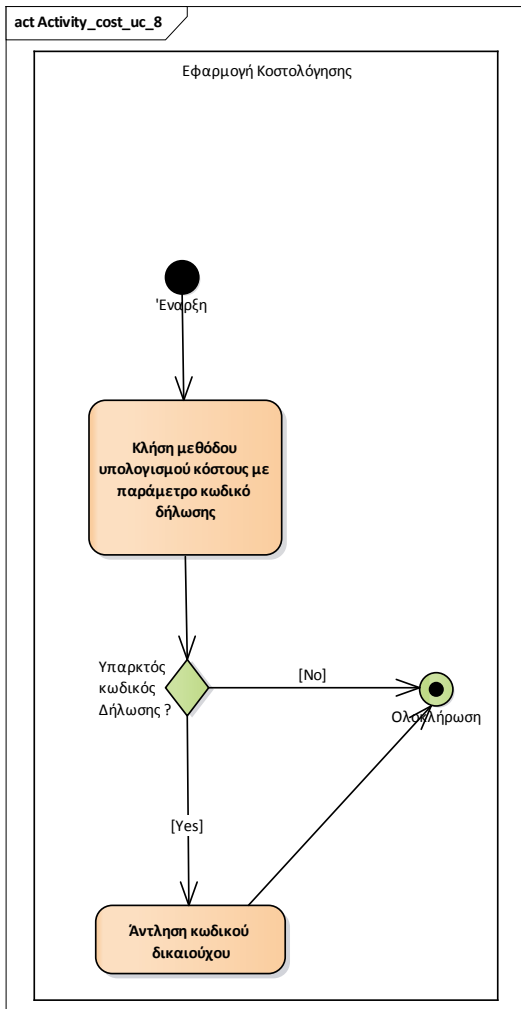 act Activity_cost_uc_8
Εφαρμογή Κοστολόγησης
'Έναρξη
Κλήση μεθόδου
υπολογισμού κόστους με
παράμετρο κωδικό
δήλωσης
Υπαρκτός
κωδικός
Δήλωσης ?
[No]
Ολοκλήρωση
[Yes]
Άντληση κωδικού
δικαιούχου